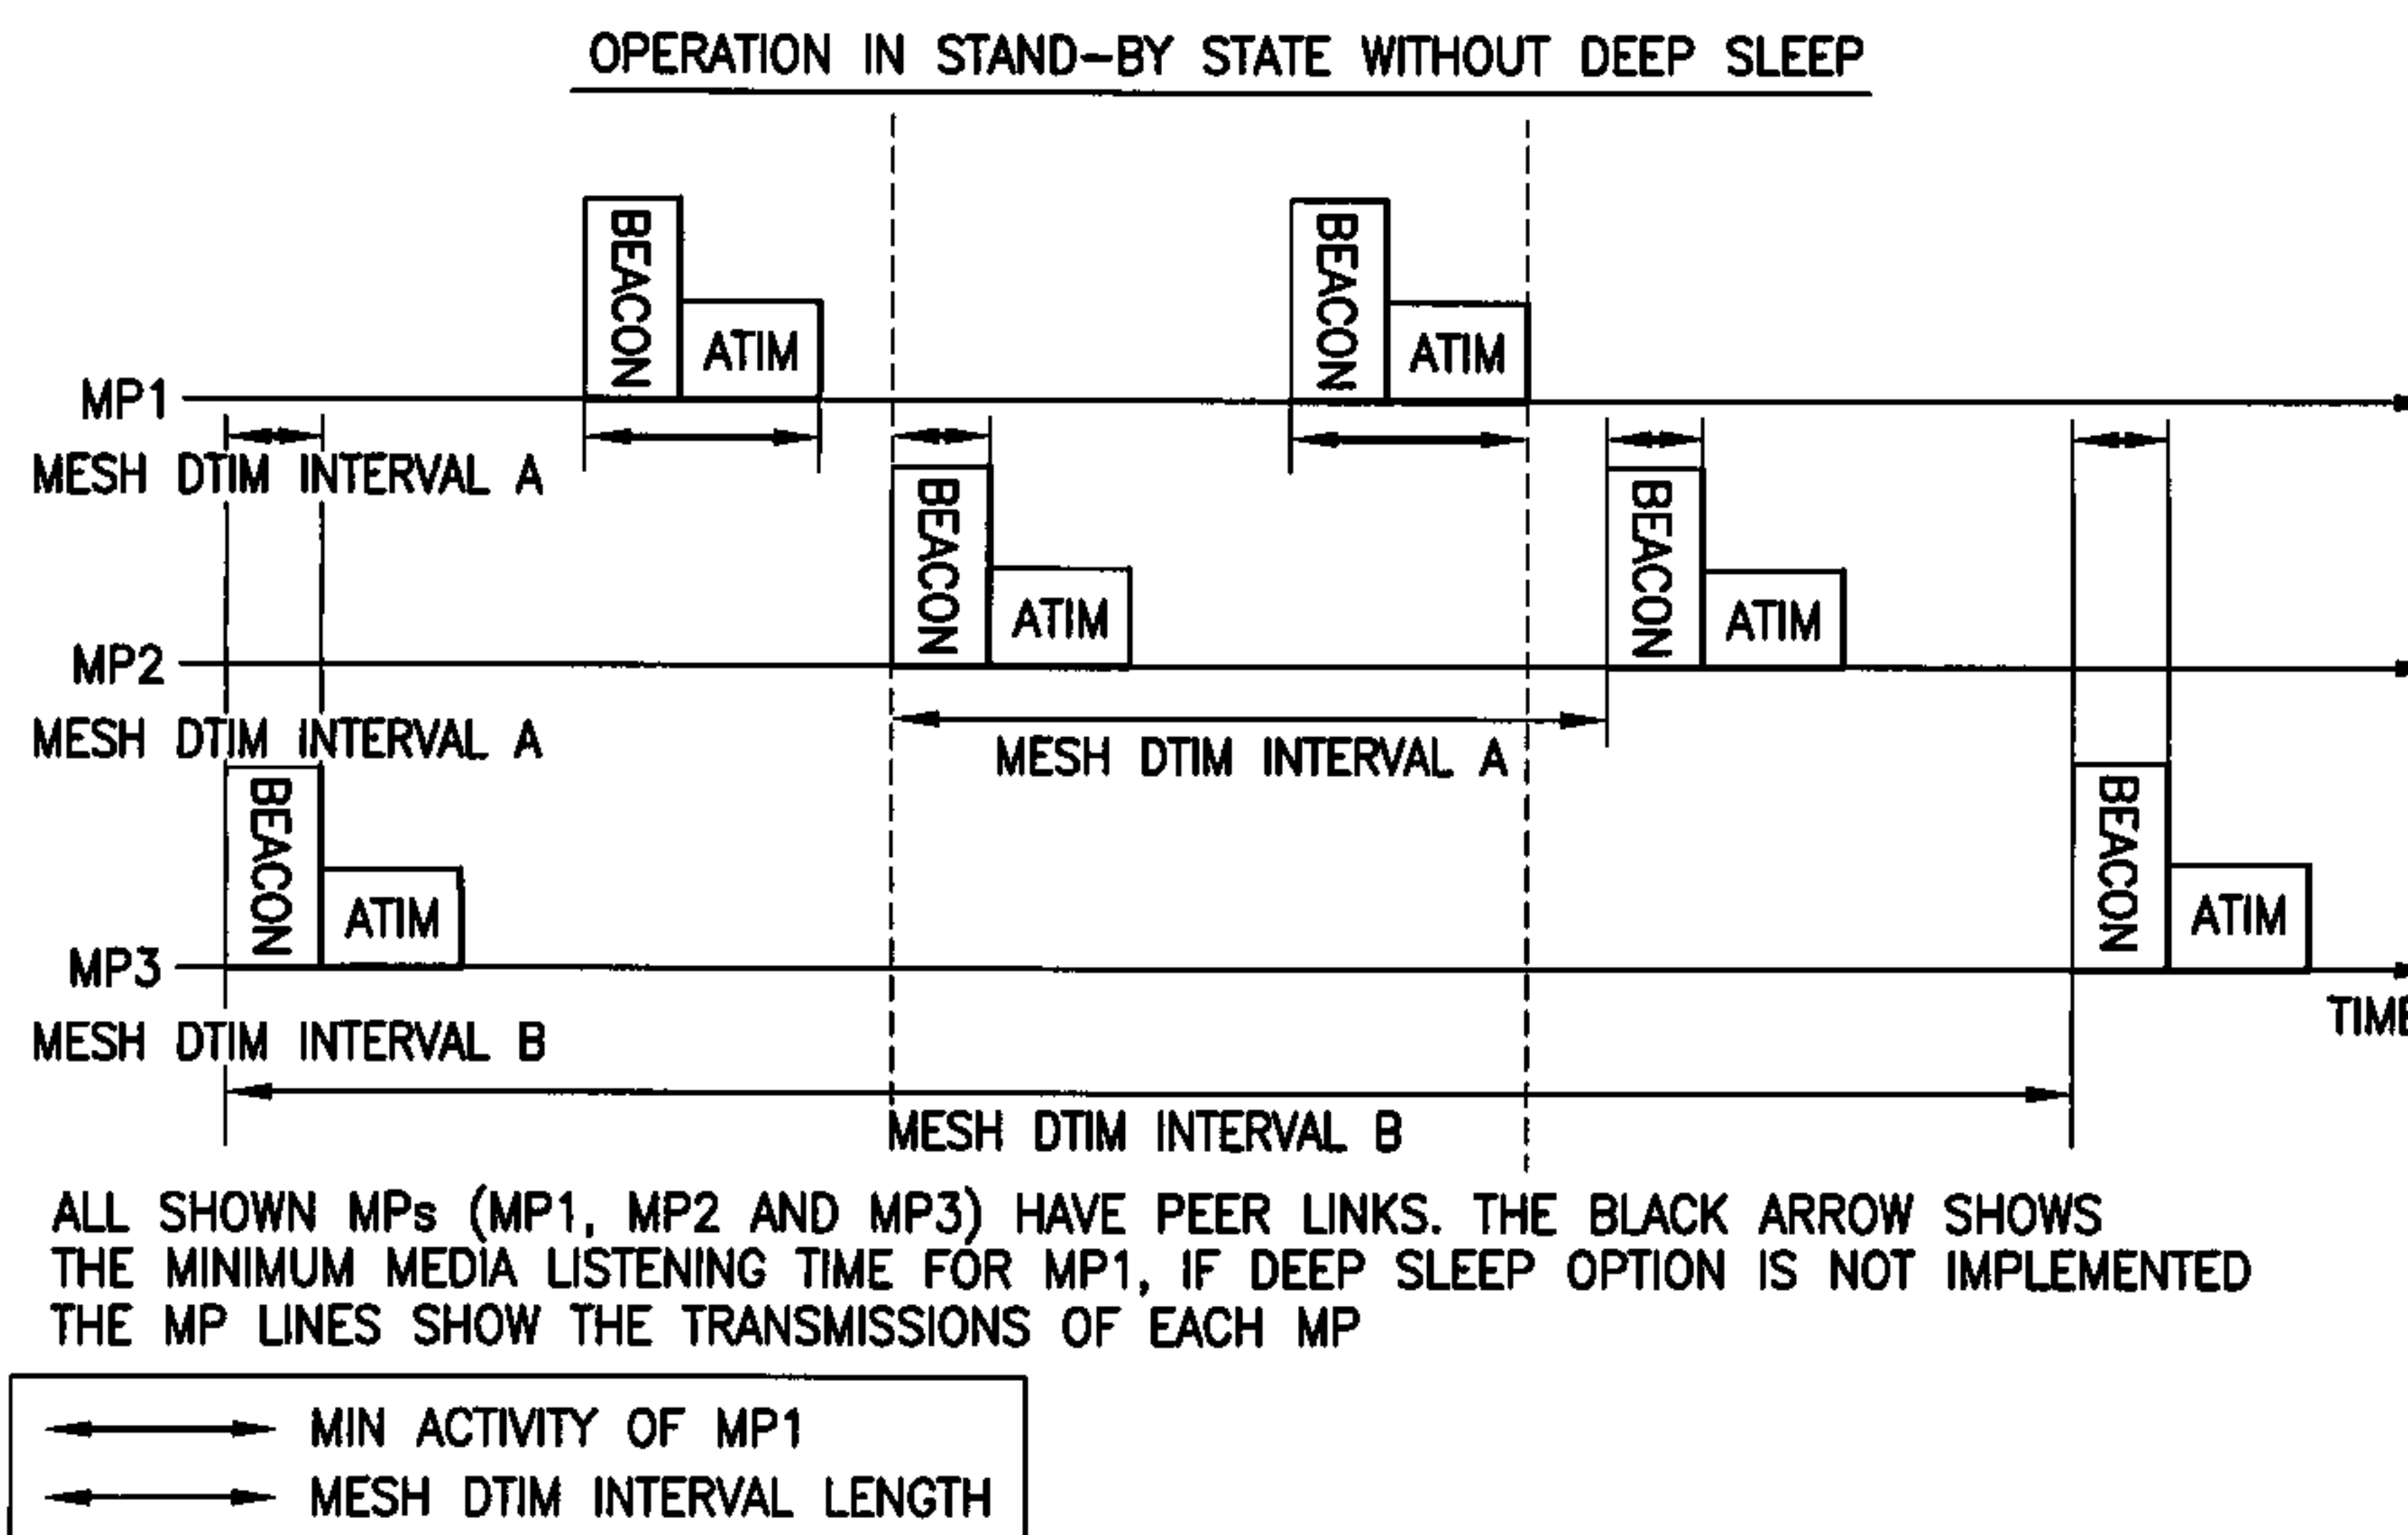 OPERATION IN STAND-BY STATE WITHOUT DEEP SLEEP
BEACON
ATIM
BEACON
ATIM
MP1
MESH DTIM INTERVAL A
BEACON
ATIM
BEACON
ATIM
MP2
MESH DTIM INTERVAL A
MESH DTIM INTERVAL A
BEACON
ATIM
BEACON
ATIM
MP3
TIME
MESH DTIM INTERVAL B
MESH DTIM INTERVAL B
ALL SHOWN MPs (MP1, MP2 AND MP3) HAVE PEER LINKS. THE BLACK ARROW SHOWS
THE MINIMUM MEDIA LISTENING TIME FOR MP1, IF DEEP SLEEP OPTION IS NOT IMPLEMENTED
THE MP LINES SHOW THE TRANSMISSIONS OF EACH MP
MIN ACTIVITY OF MP1
MESH DTIM INTERVAL LENGTH